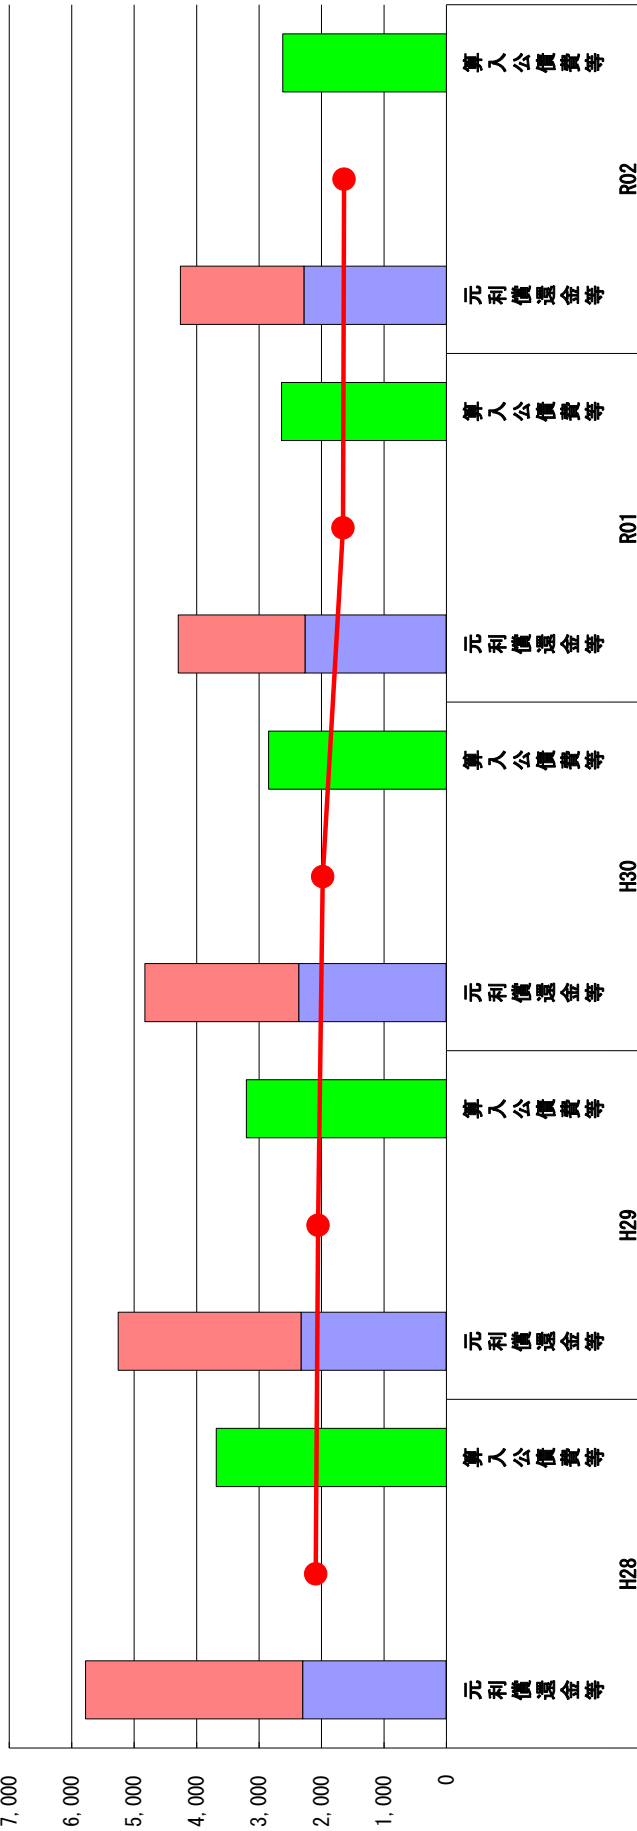 7,000
6,000
5,000
4,000
3,000
2,000
1,000
0
元利償還金等
算入公債費等
元利償還金等
算入公債費等
元利償還金等
算入公債費等
元利償還金等
算入公債費等
元利償還金等
算入公債費等
H28
H29
H30
R01
R02